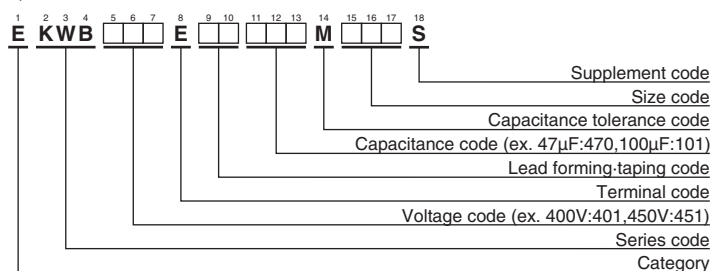 1 2 3 4 5 6 7 8 9 10 11 12 13 14 15 16 17 18
E KWB □□□ E □□ □□□ M □□□ S
Supplement code
Size code
Capacitance tolerance code
Capacitance code (ex. 47μF:470,100μF:101)
Lead forming·taping code
Terminal code
Voltage code (ex. 400V:401,450V:451)
Series code
Category